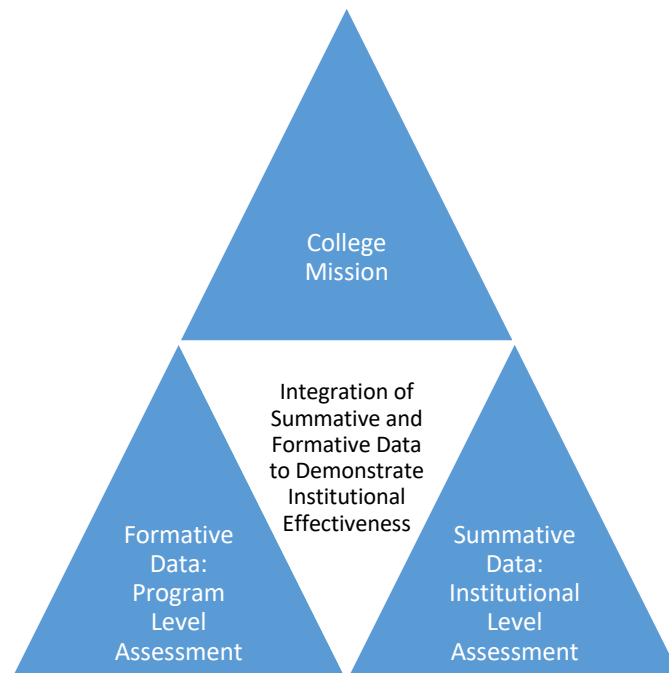 College
Mission
Integration of
Summative and
Formative Data
to Demonstrate
Institutional
Effectiveness
Formative
Data:
Program
Level
Assessment
Summative
Data:
Institutional
Level
Assessment